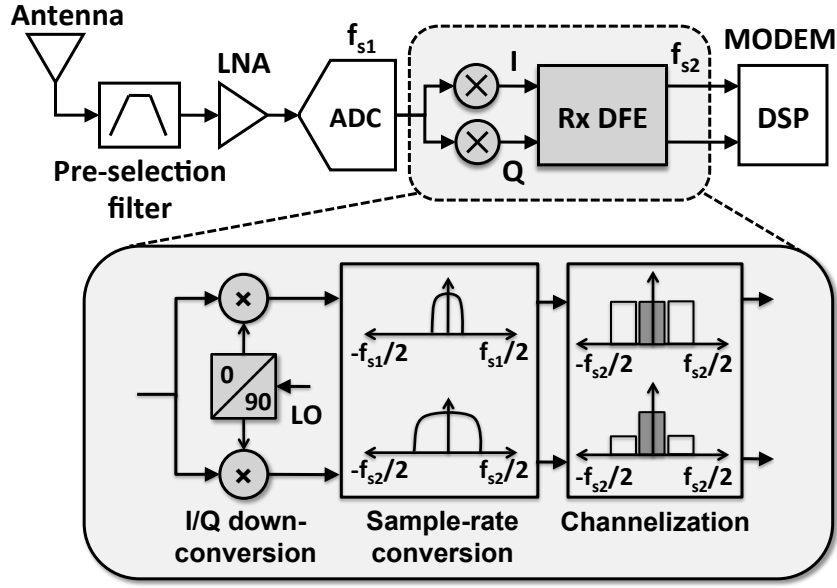 Antenna
LNA
f_s1
MODEM
I
f_s2
ADC
Rx DFE
DSP
Q
Pre-selection
filter
0
90
LO
-f_s1/2
f_s1/2
-f_s2/2
f_s2/2
-f_s2/2
f_s2/2
-f_s2/2
f_s2/2
I/Q down-
conversion
Sample-rate
conversion
Channelization